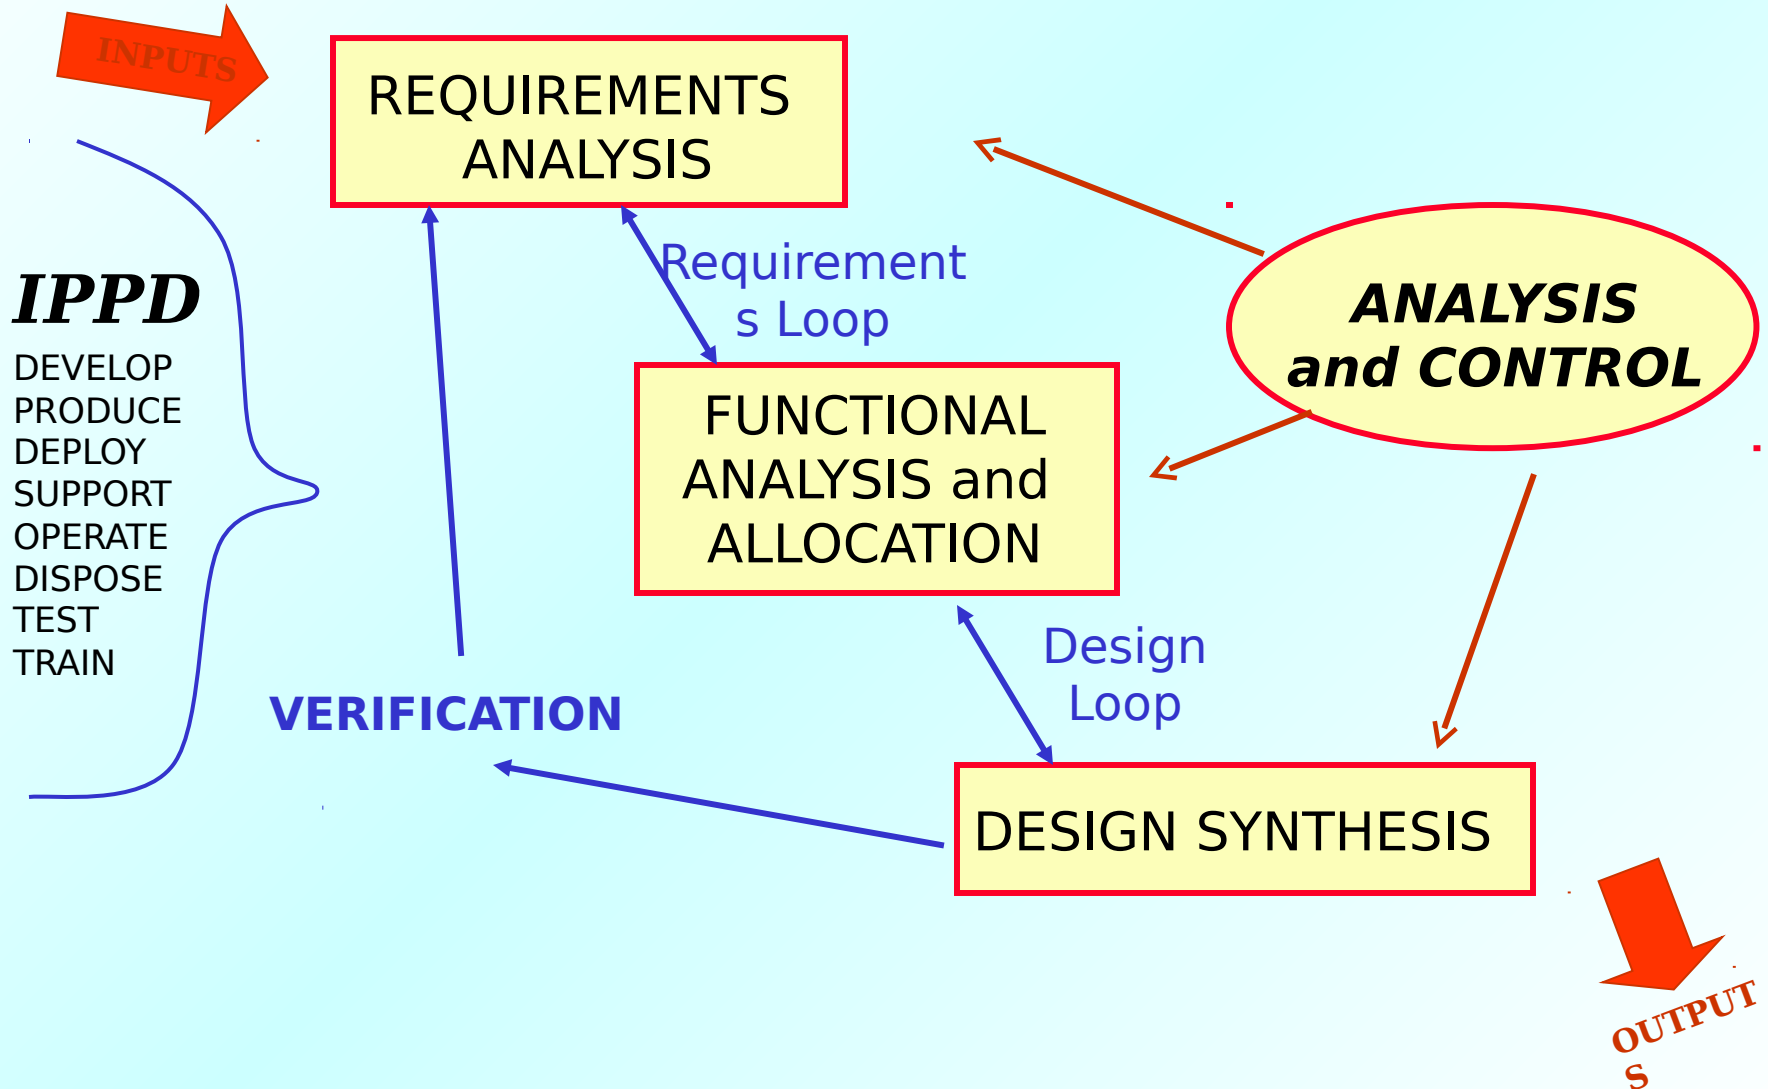 INPUTS
REQUIREMENTS
ANALYSIS
Requirement
s Loop
IPPD
DEVELOP
PRODUCE
DEPLOY
SUPPORT
OPERATE
DISPOSE
TEST
TRAIN
ANALYSIS
and CONTROL
FUNCTIONAL
ANALYSIS and
ALLOCATION
Design
Loop
VERIFICATION
DESIGN SYNTHESIS
OUTPUT
S